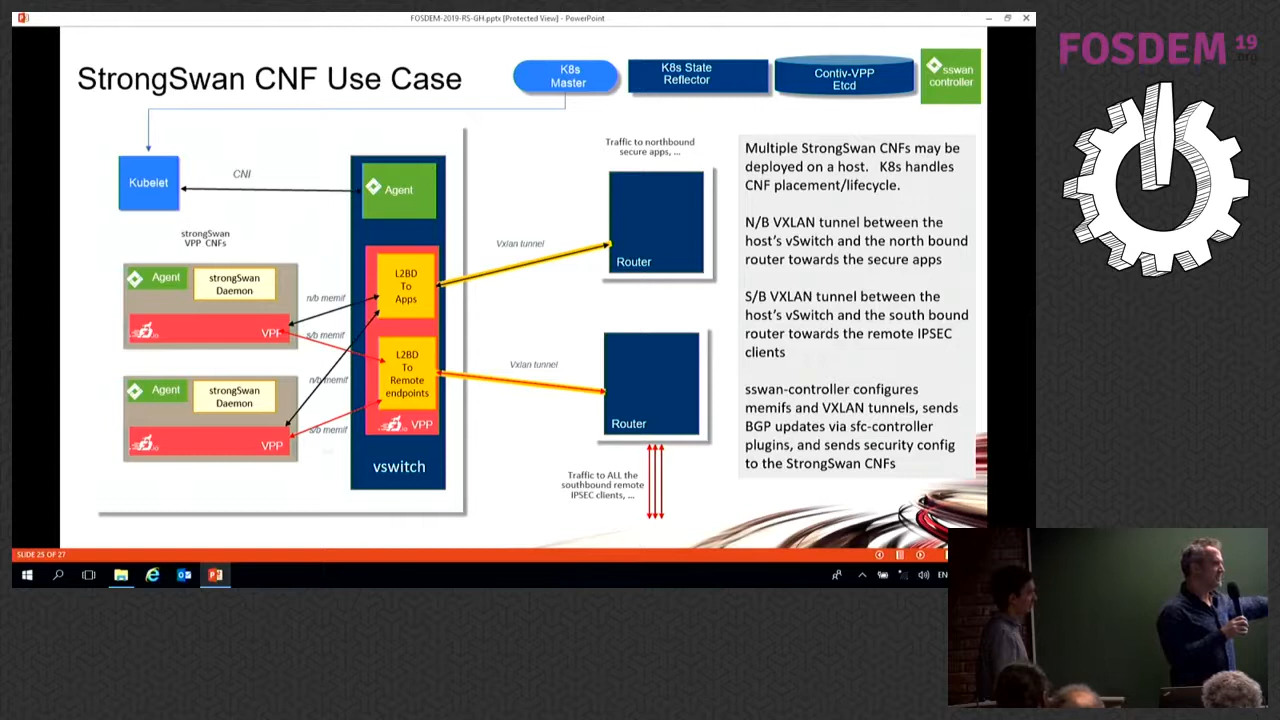 FOSDEM-2019-RS-GH.pptx [Protected View] - PowerPoint
FOSDEM 19
.org
StrongSwan CNF Use Case
K8s
Master
K8s State
Reflector
Contiv-VPP
Etcd
sswan
controller
Kubelet
CNI
Agent
strongSwan
VPP CNFs
Agent
strongSwan
Daemon
VPP
n/b memif
s/b memif
L2BD
To
Apps
L2BD
To
Remote
endpoints
VPP
vswitch
Agent
strongSwan
Daemon
VPP
n/b memif
s/b memif
Traffic to northbound
secure apps, ...
Vxlan tunnel
Router
Vxlan tunnel
Router
Traffic to ALL the
southbound remote
IPSEC clients, ...
Multiple StrongSwan CNFs may be
deployed on a host. K8s handles
CNF placement/lifecycle.
N/B VXLAN tunnel between the
host's vSwitch and the north bound
router towards the secure apps
S/B VXLAN tunnel between the
host's vSwitch and the south bound
router towards the remote IPSEC
clients
sswan-controller configures
memifs and VXLAN tunnels, sends
BGP updates via sfc-controller
plugins, and sends security config
to the StrongSwan CNFs
SLIDE 25 OF 27
EN